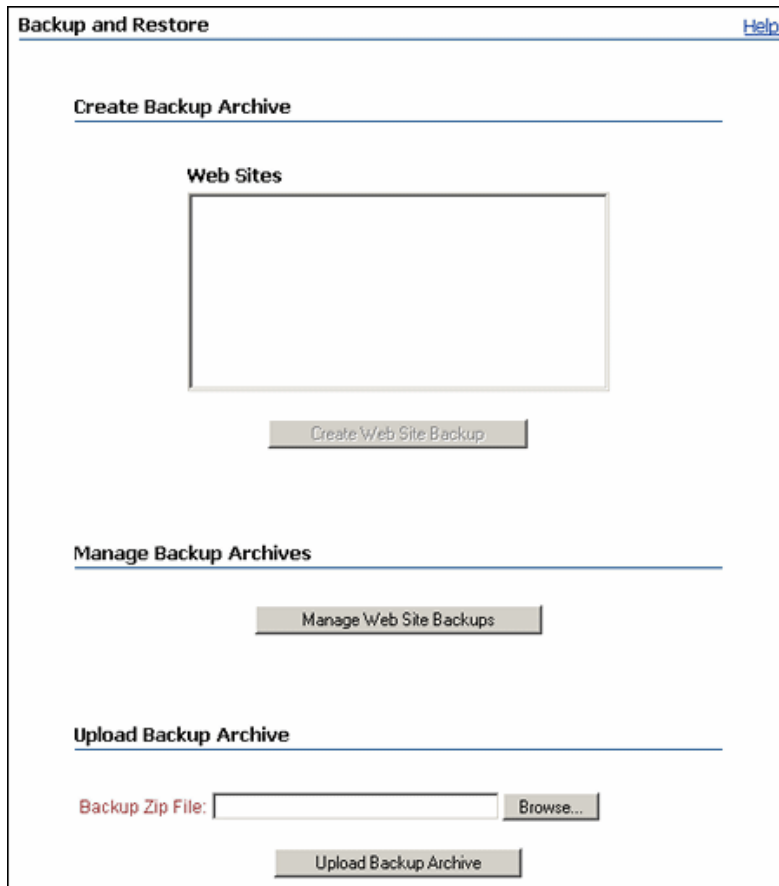 Backup and Restore Help
Create Backup Archive
Web Sites
Create Web Site Backup
Manage Backup Archives
Manage Web Site Backups
Upload Backup Archive
Backup Zip File: Browse...
Upload Backup Archive